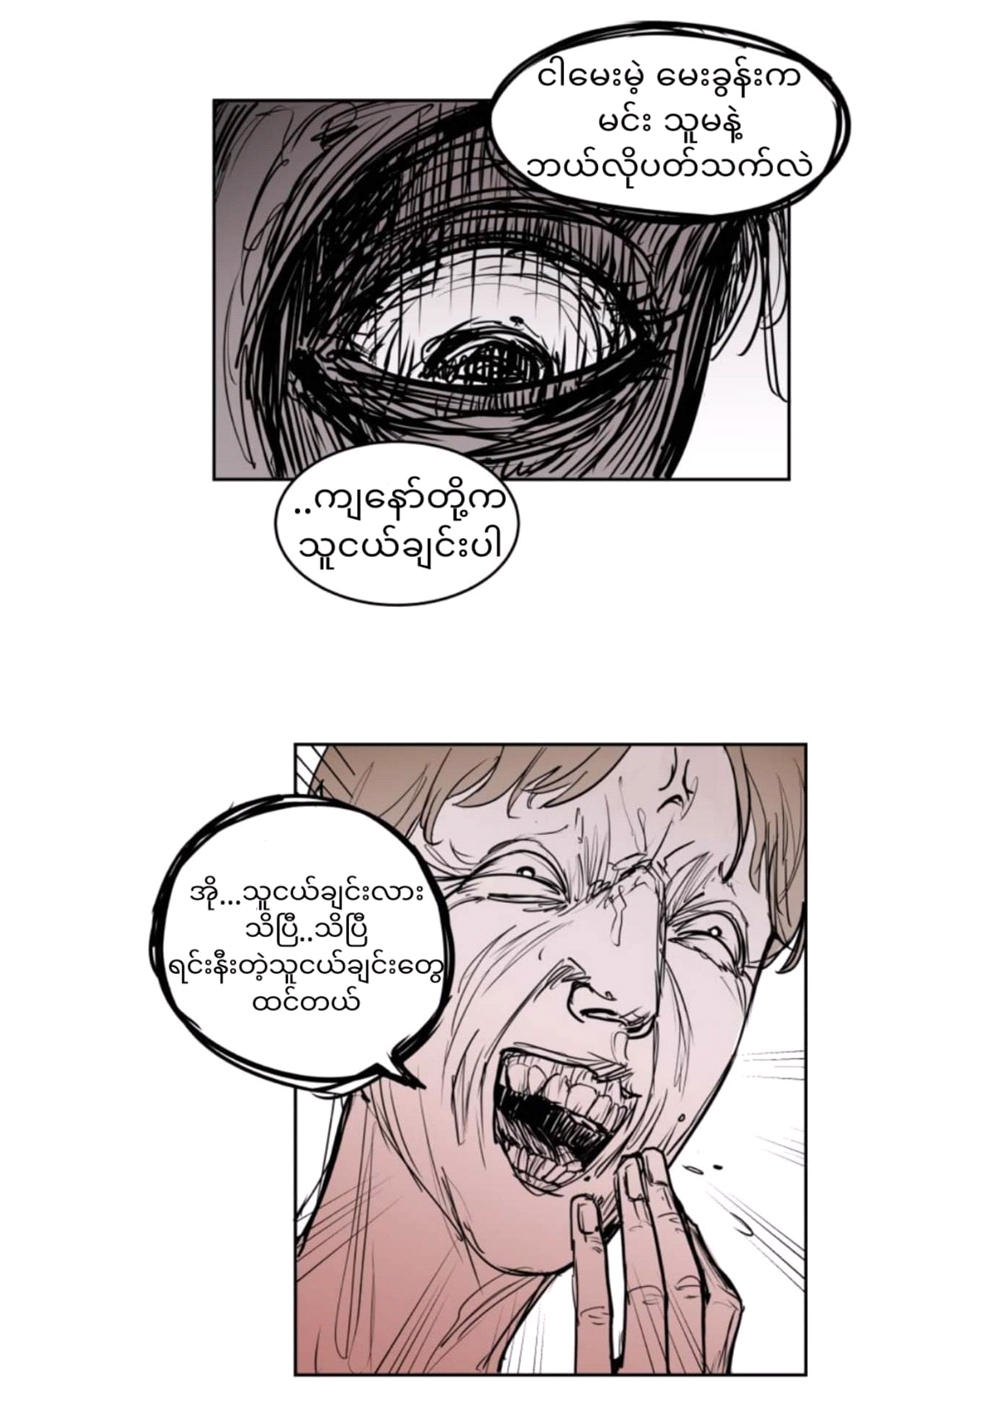 ငါမေးမဲ့ မေးခွန်းက
မင်း သူမနဲ့
ဘယ်လိုပတ်သက်လဲ
..ကျနော်တို့က
သူငယ်ချင်းပါ
အို...သူငယ်ချင်းလား
သိပြီ..သိပြီ
ရင်းနီးတဲ့သူငယ်ချင်းတွေ
ထင်တယ်